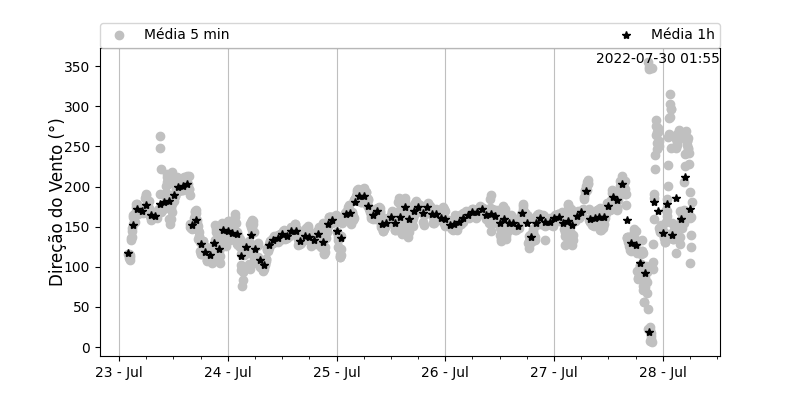 Média 5 min
Média 1h
2022-07-30 01:55
Direção do Vento (°)
350
300
250
200
150
100
50
0
23 - Jul
24 - Jul
25 - Jul
26 - Jul
27 - Jul
28 - Jul